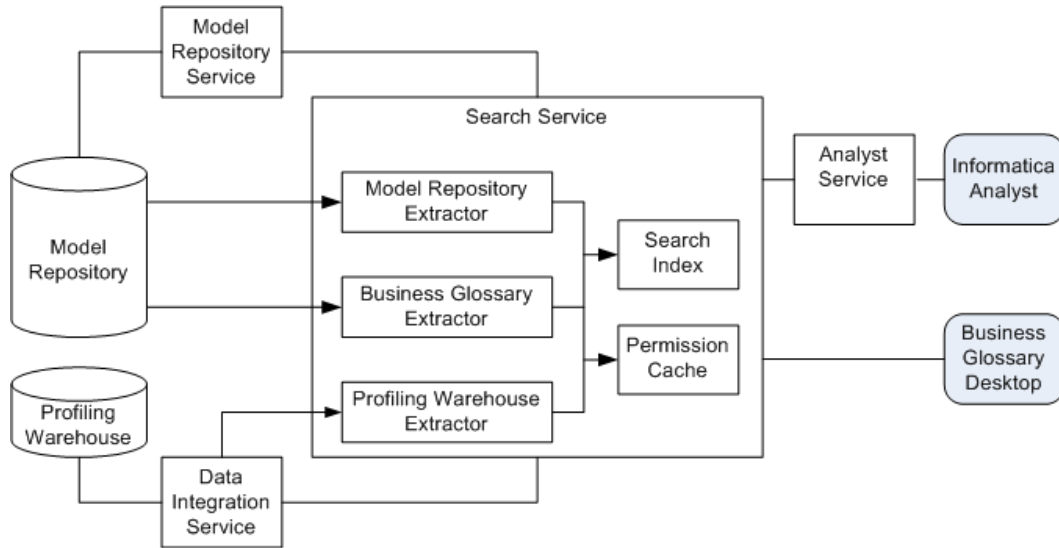 Model
Repository
Service
Search Service
Analyst
Service
Informatica
Analyst
Model Repository
Extractor
Search
Index
Model
Repository
Business Glossary
Extractor
Permission
Cache
Business
Glossary
Desktop
Profiling
Warehouse
Profiling Warehouse
Extractor
Data
Integration
Service